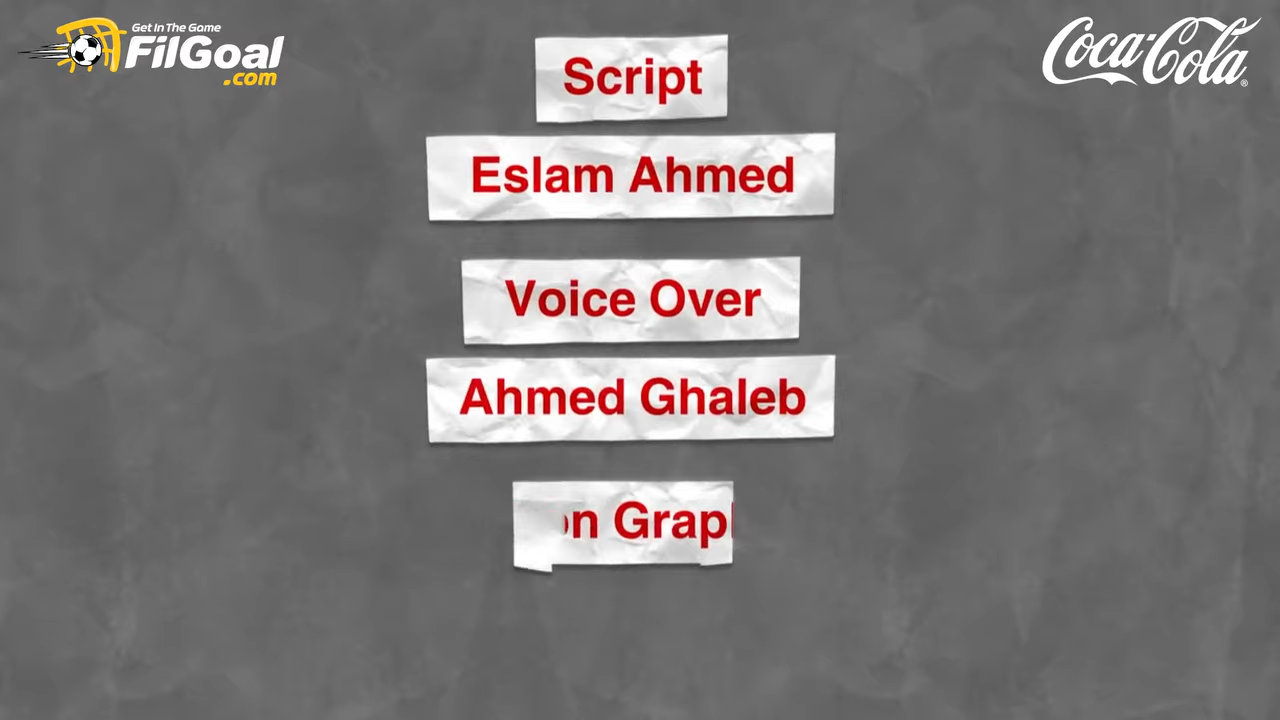 Get In The Game
FilGoal
.com
Coca-Cola
Script
Eslam Ahmed
Voice Over
Ahmed Ghaleb